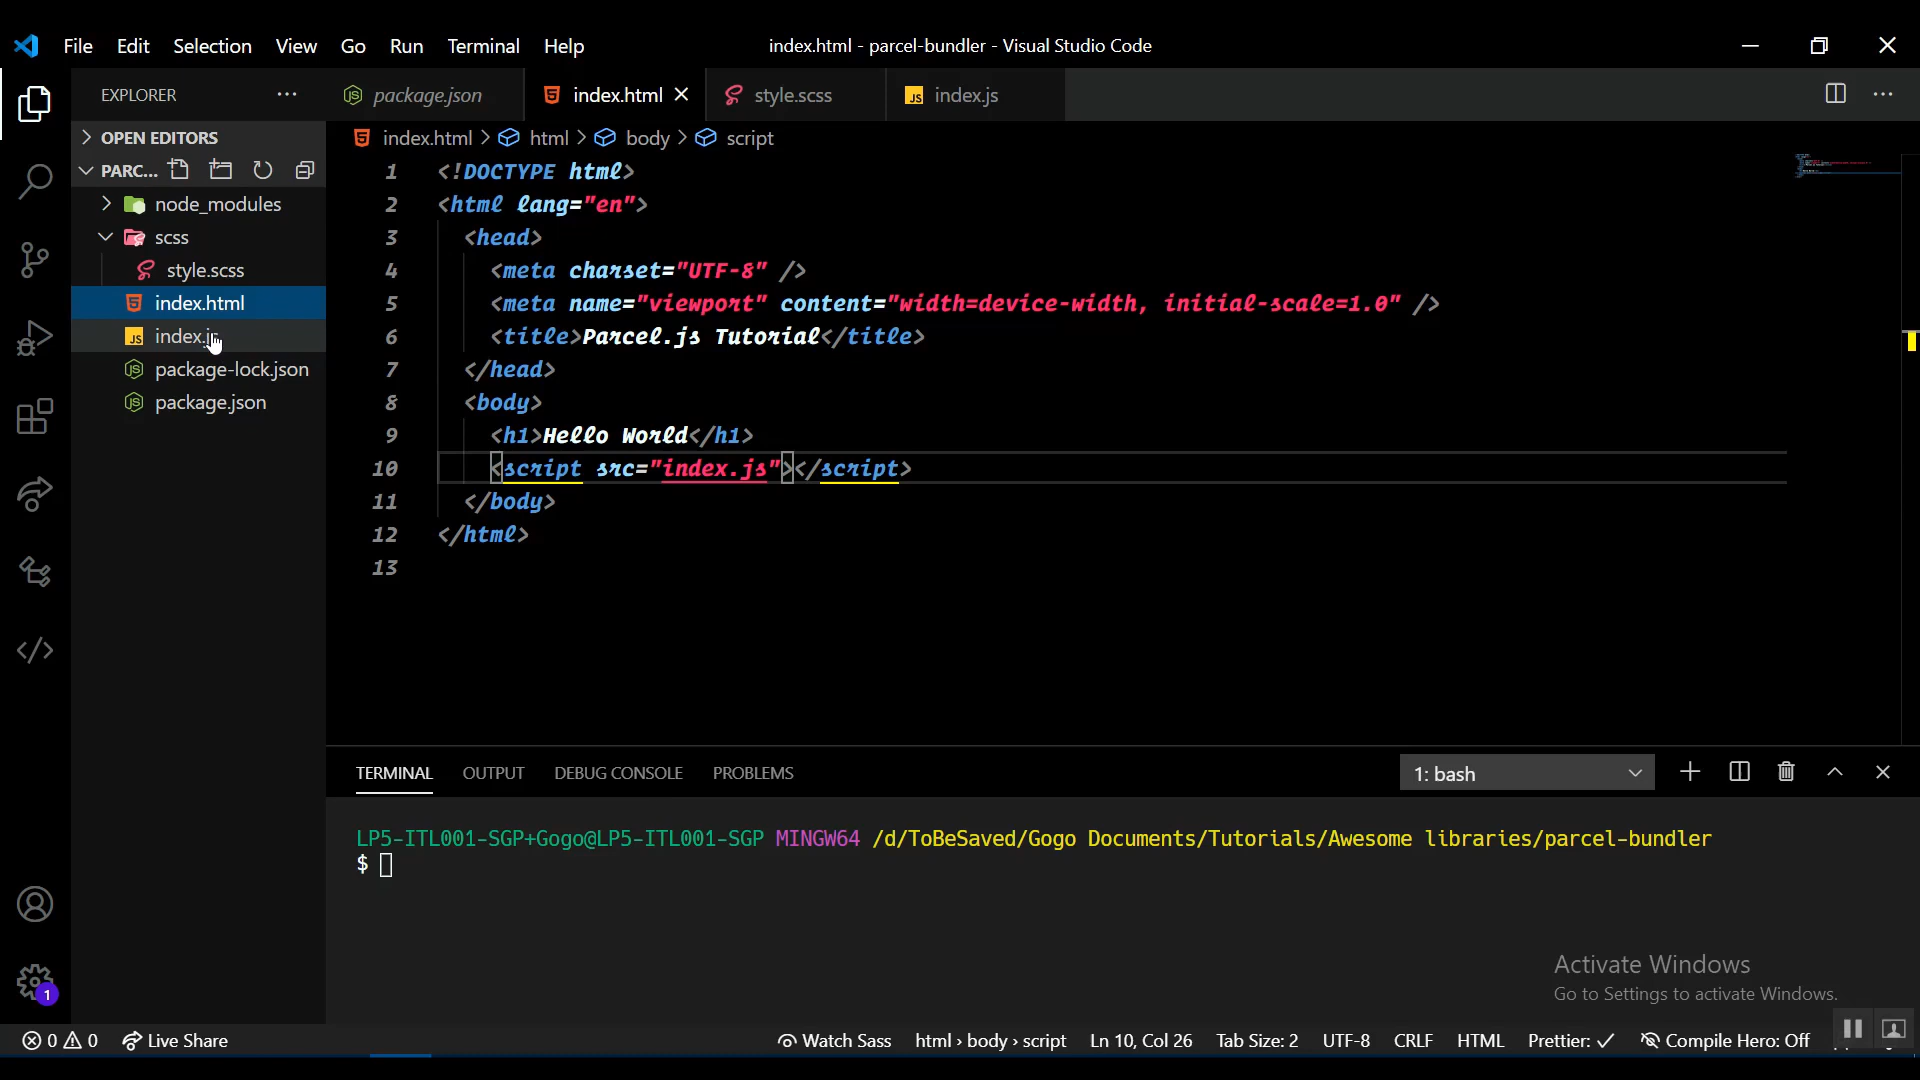 File Edit Selection View Go Run Terminal Help
index.html - parcel-bundler - Visual Studio Code
EXPLORER
package.json
index.html
style.scss
JS index.js
OPEN EDITORS
PARC...
node_modules
scss
style.scss
index.html
JS
package-lock.json
package.json
index.html > html > body > script
1 <!DOCTYPE html>
2 <html lang="en">
3 <head>
4 <meta charset="UTF-8" />
5 <meta name="viewport" content="width=device-width, initial-scale=1.0" />
6 <title>Parcel.js Tutorial</title>
7 </head>
8 <body>
9 <h1>Hello World</h1>
10 <script src="index.js"></script>
11 </body>
12 </html>
13
TERMINAL OUTPUT DEBUG CONSOLE PROBLEMS
1: bash
LP5-ITL001-SGP+Gogo@LP5-ITL001-SGP MINGW64 /d/ToBeSaved/Gogo Documents/Tutorials/Awesome libraries/parcel-bundler
$
Activate Windows
Go to Settings to activate Windows.
1
0 0 Live Share
Watch Sass html › body › script Ln 10, Col 26 Tab Size: 2 UTF-8 CRLF HTML Prettier: ✓ Compile Hero: Off